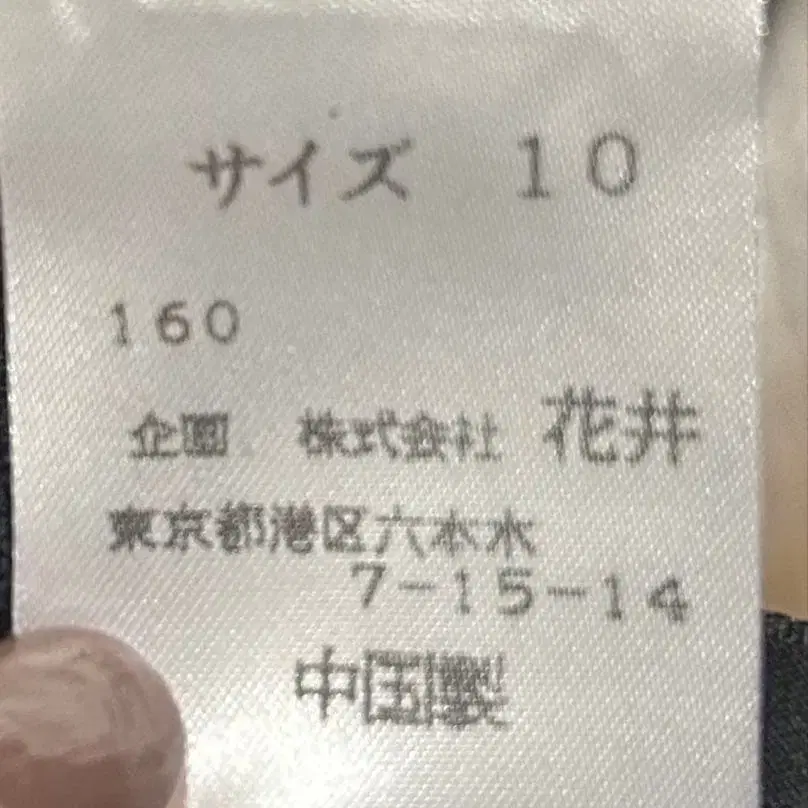 サイズ 10
160
企画 株式会社 花井
東京都港区六本木
7-15-14
中国製